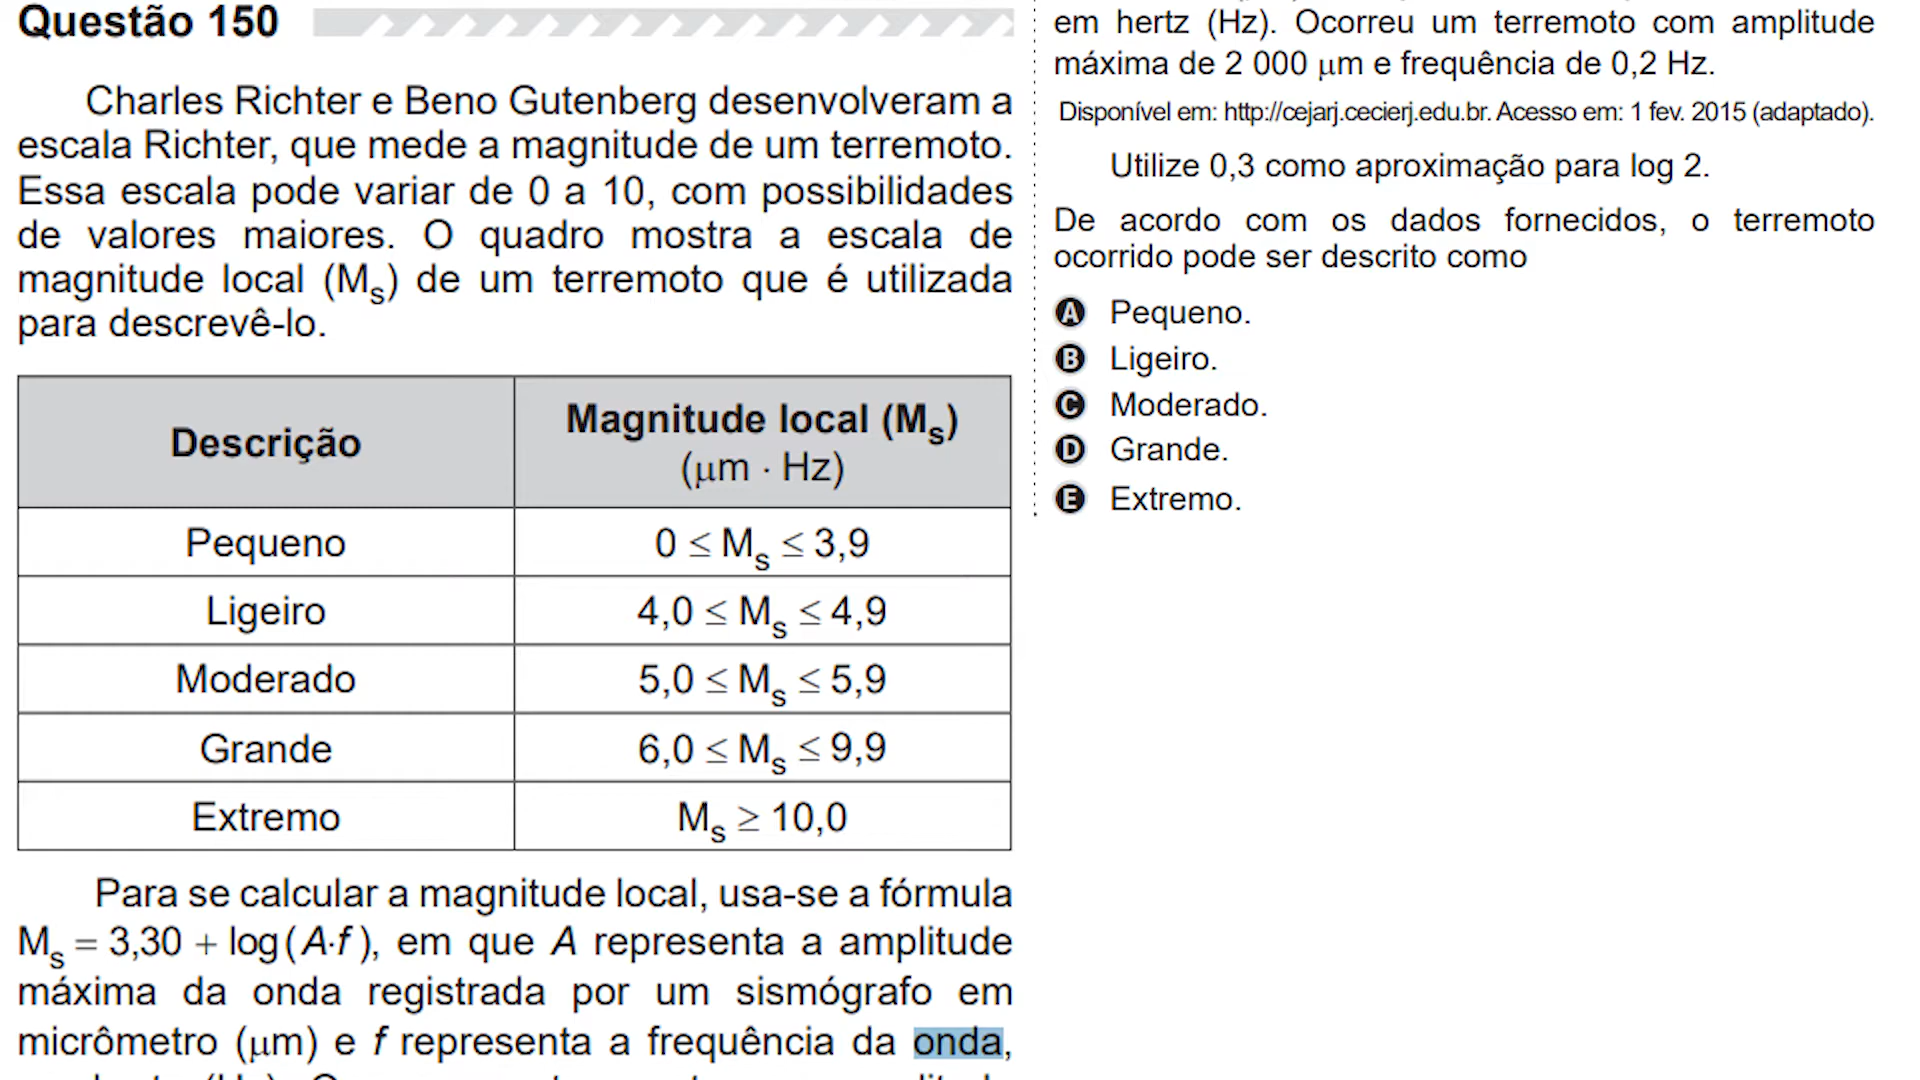 Questão 150
Charles Richter e Beno Gutenberg desenvolveram a
escala Richter, que mede a magnitude de um terremoto.
Essa escala pode variar de 0 a 10, com possibilidades
de valores maiores. O quadro mostra a escala de
magnitude local (Ms) de um terremoto que é utilizada
para descrevê-lo.
Descrição
Magnitude local (Ms)
(μm · Hz)
Pequeno
0 ≤ Ms ≤ 3,9
Ligeiro
4,0 ≤ Ms ≤ 4,9
Moderado
5,0 ≤ Ms ≤ 5,9
Grande
6,0 ≤ Ms ≤ 9,9
Extremo
Ms ≥ 10,0
Para se calcular a magnitude local, usa-se a fórmula
Ms = 3,30 + log(A·f), em que A representa a amplitude
máxima da onda registrada por um sismógrafo em
micrômetro (μm) e f representa a frequência da onda,
em hertz (Hz). Ocorreu um terremoto com amplitude
máxima de 2 000 μm e frequência de 0,2 Hz.
Disponível em: http://cejarj.cecierj.edu.br. Acesso em: 1 fev. 2015 (adaptado).
Utilize 0,3 como aproximação para log 2.
De acordo com os dados fornecidos, o terremoto
ocorrido pode ser descrito como
A Pequeno.
B Ligeiro.
C Moderado.
D Grande.
E Extremo.